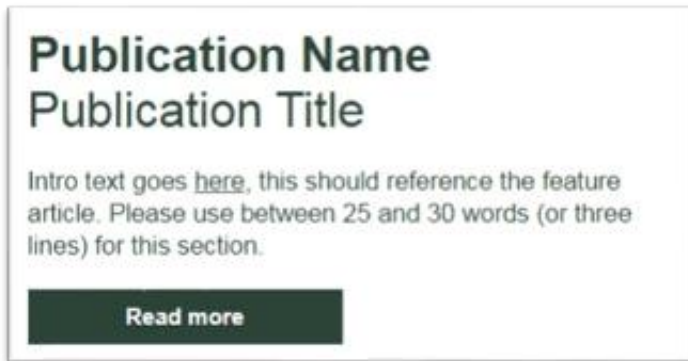 Publication Name
Publication Title
Intro text goes here, this should reference the feature
article. Please use between 25 and 30 words (or three
lines) for this section.
Read more